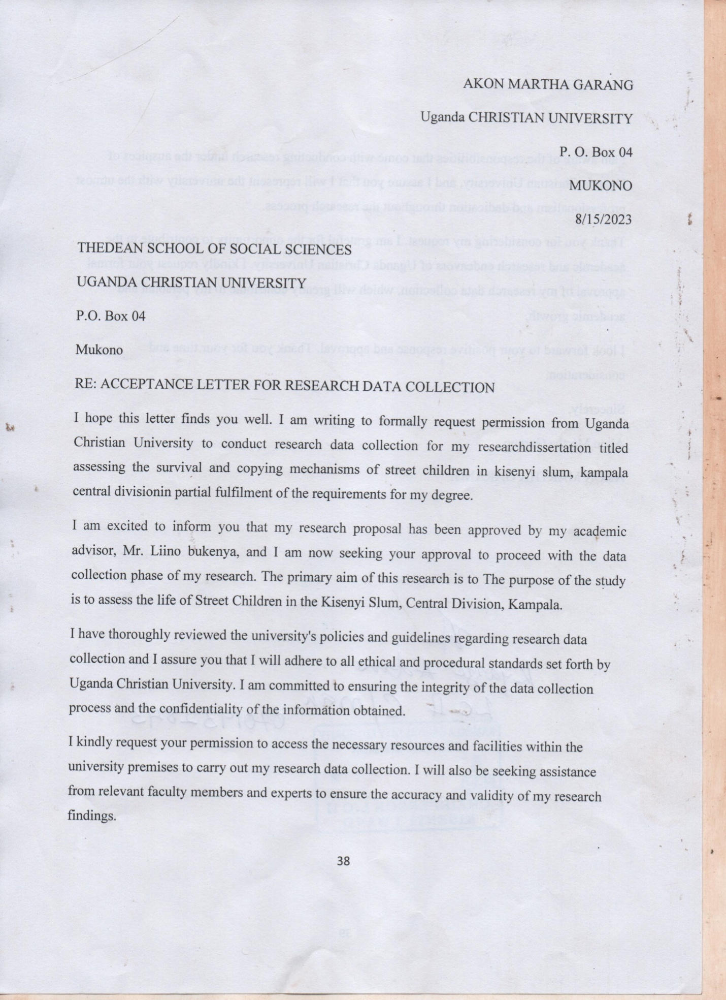 AKON MARTHA GARANG
Uganda CHRISTIAN UNIVERSITY
P. O. Box 04
MUKONO
8/15/2023
THEDEAN SCHOOL OF SOCIAL SCIENCES
UGANDA CHRISTIAN UNIVERSITY
P.O. Box 04
Mukono
RE: ACCEPTANCE LETTER FOR RESEARCH DATA COLLECTION
I hope this letter finds you well. I am writing to formally request permission from Uganda
Christian University to conduct research data collection for my researchdissertation titled
assessing the survival and copying mechanisms of street children in kisenyi slum, kampala
central divisionin partial fulfilment of the requirements for my degree.
I am excited to inform you that my research proposal has been approved by my academic
advisor, Mr. Liino bukenya, and I am now seeking your approval to proceed with the data
collection phase of my research. The primary aim of this research is to The purpose of the study
is to assess the life of Street Children in the Kisenyi Slum, Central Division, Kampala.
I have thoroughly reviewed the university's policies and guidelines regarding research data
collection and I assure you that I will adhere to all ethical and procedural standards set forth by
Uganda Christian University. I am committed to ensuring the integrity of the data collection
process and the confidentiality of the information obtained.
I kindly request your permission to access the necessary resources and facilities within the
university premises to carry out my research data collection. I will also be seeking assistance
from relevant faculty members and experts to ensure the accuracy and validity of my research
findings.
38